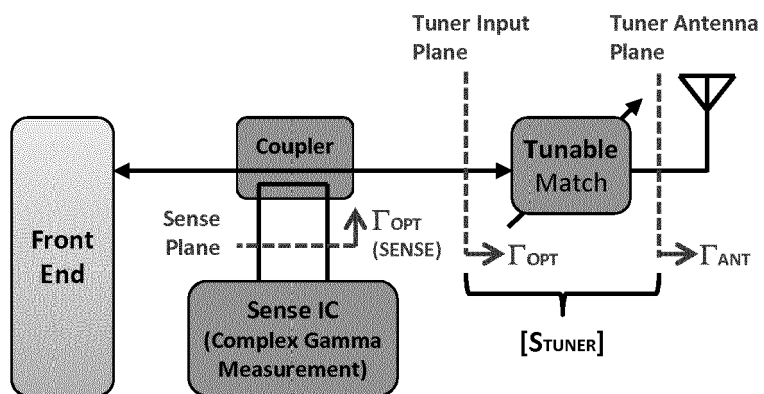 Tuner Input
Plane
Tuner Antenna
Plane
Coupler
Tunable
Match
Front
End
Sense
Plane
ΓOPT
(SENSE)
ΓOPT
ΓANT
Sense IC
(Complex Gamma
Measurement)
[STUNER]